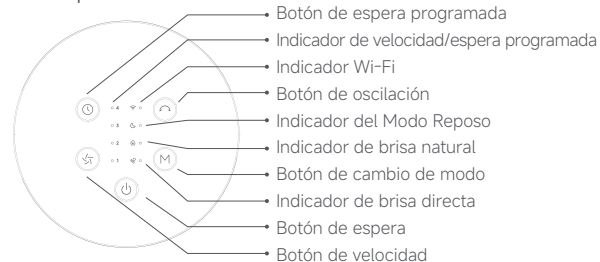 Botón de espera programada
Indicador de velocidad/espera programada
Indicador Wi-Fi
Botón de oscilación
Indicador del Modo Reposo
Indicador de brisa natural
Botón de cambio de modo
Indicador de brisa directa
Botón de espera
Botón de velocidad
4
3
2
1
M